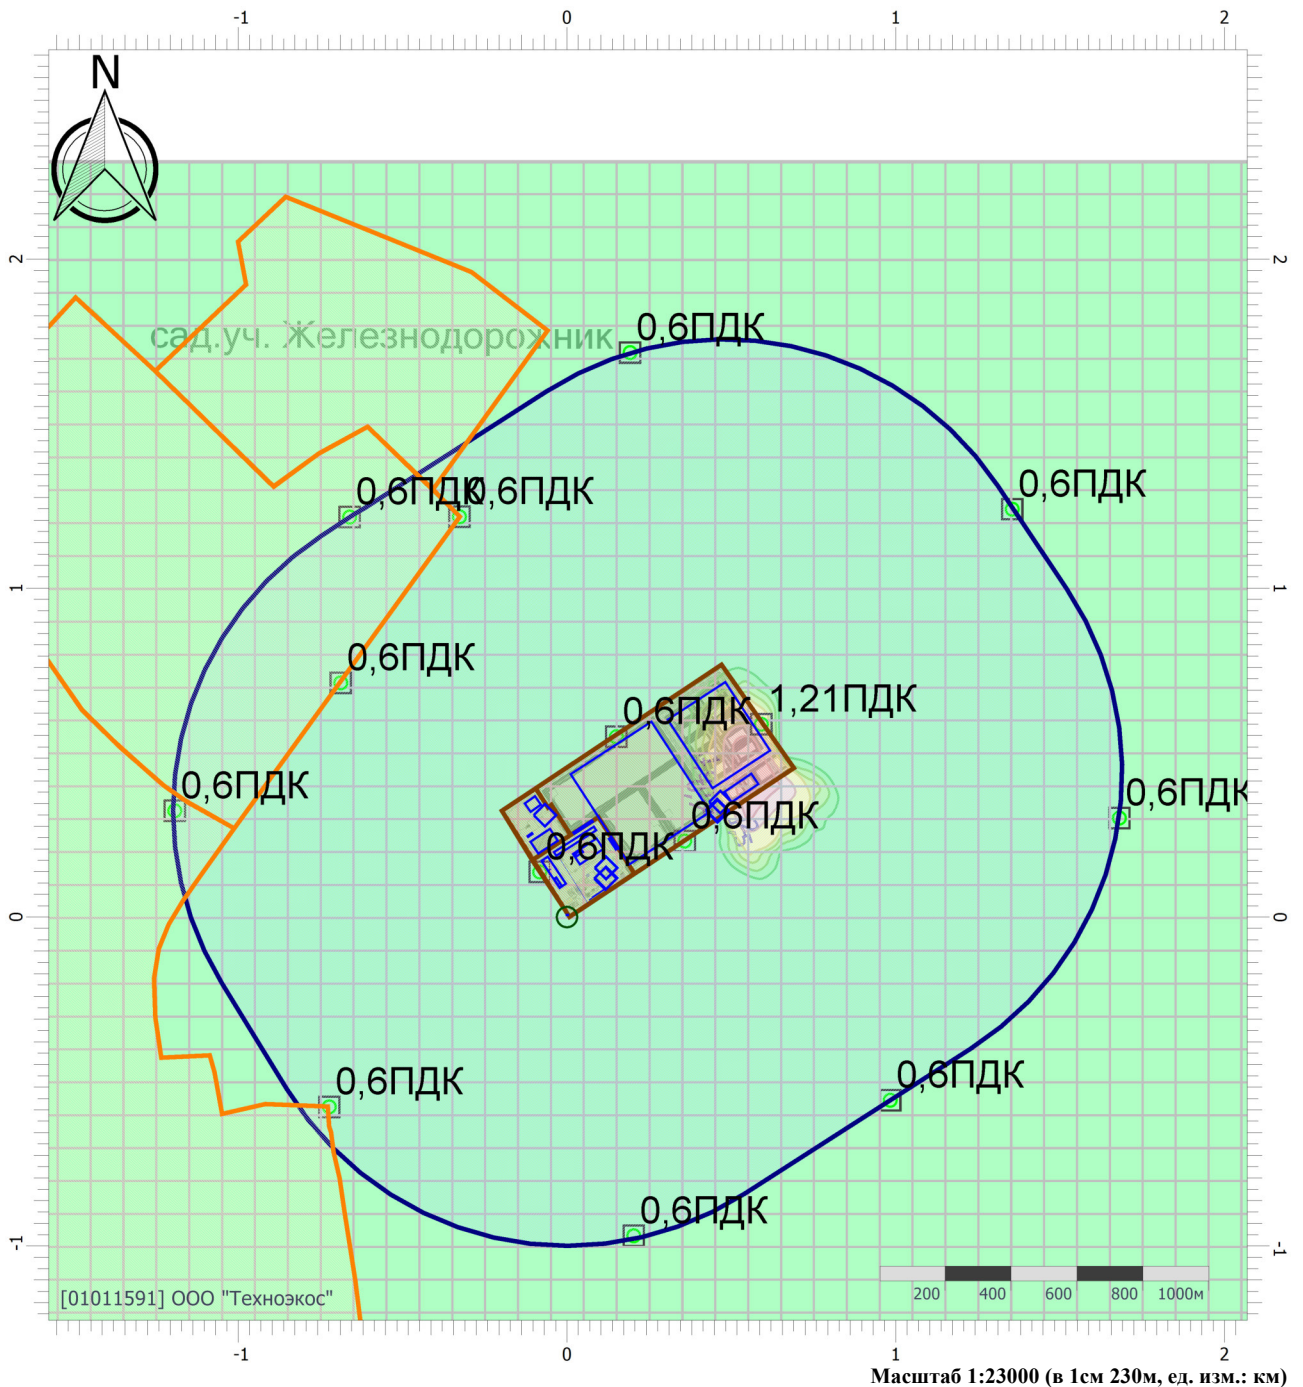 -1 0 1 2
N
2 2
сад.уч. Железнодорожник
0,6ПДК
0,6ПДК 0,6ПДК
0,6ПДК
1 1
0,6ПДК
0,6ПДК
1,21ПДК
0,6ПДК
0,6ПДК
0,6ПДК
0,6ПДК
0 0
0,6ПДК
0,6ПДК
0,6ПДК
-1 -1
200 400 600 800 1000м
[01011591] ООО "Техноэкос"
-1 0 1 2
Масштаб 1:23000 (в 1см 230м, ед. изм.: км)